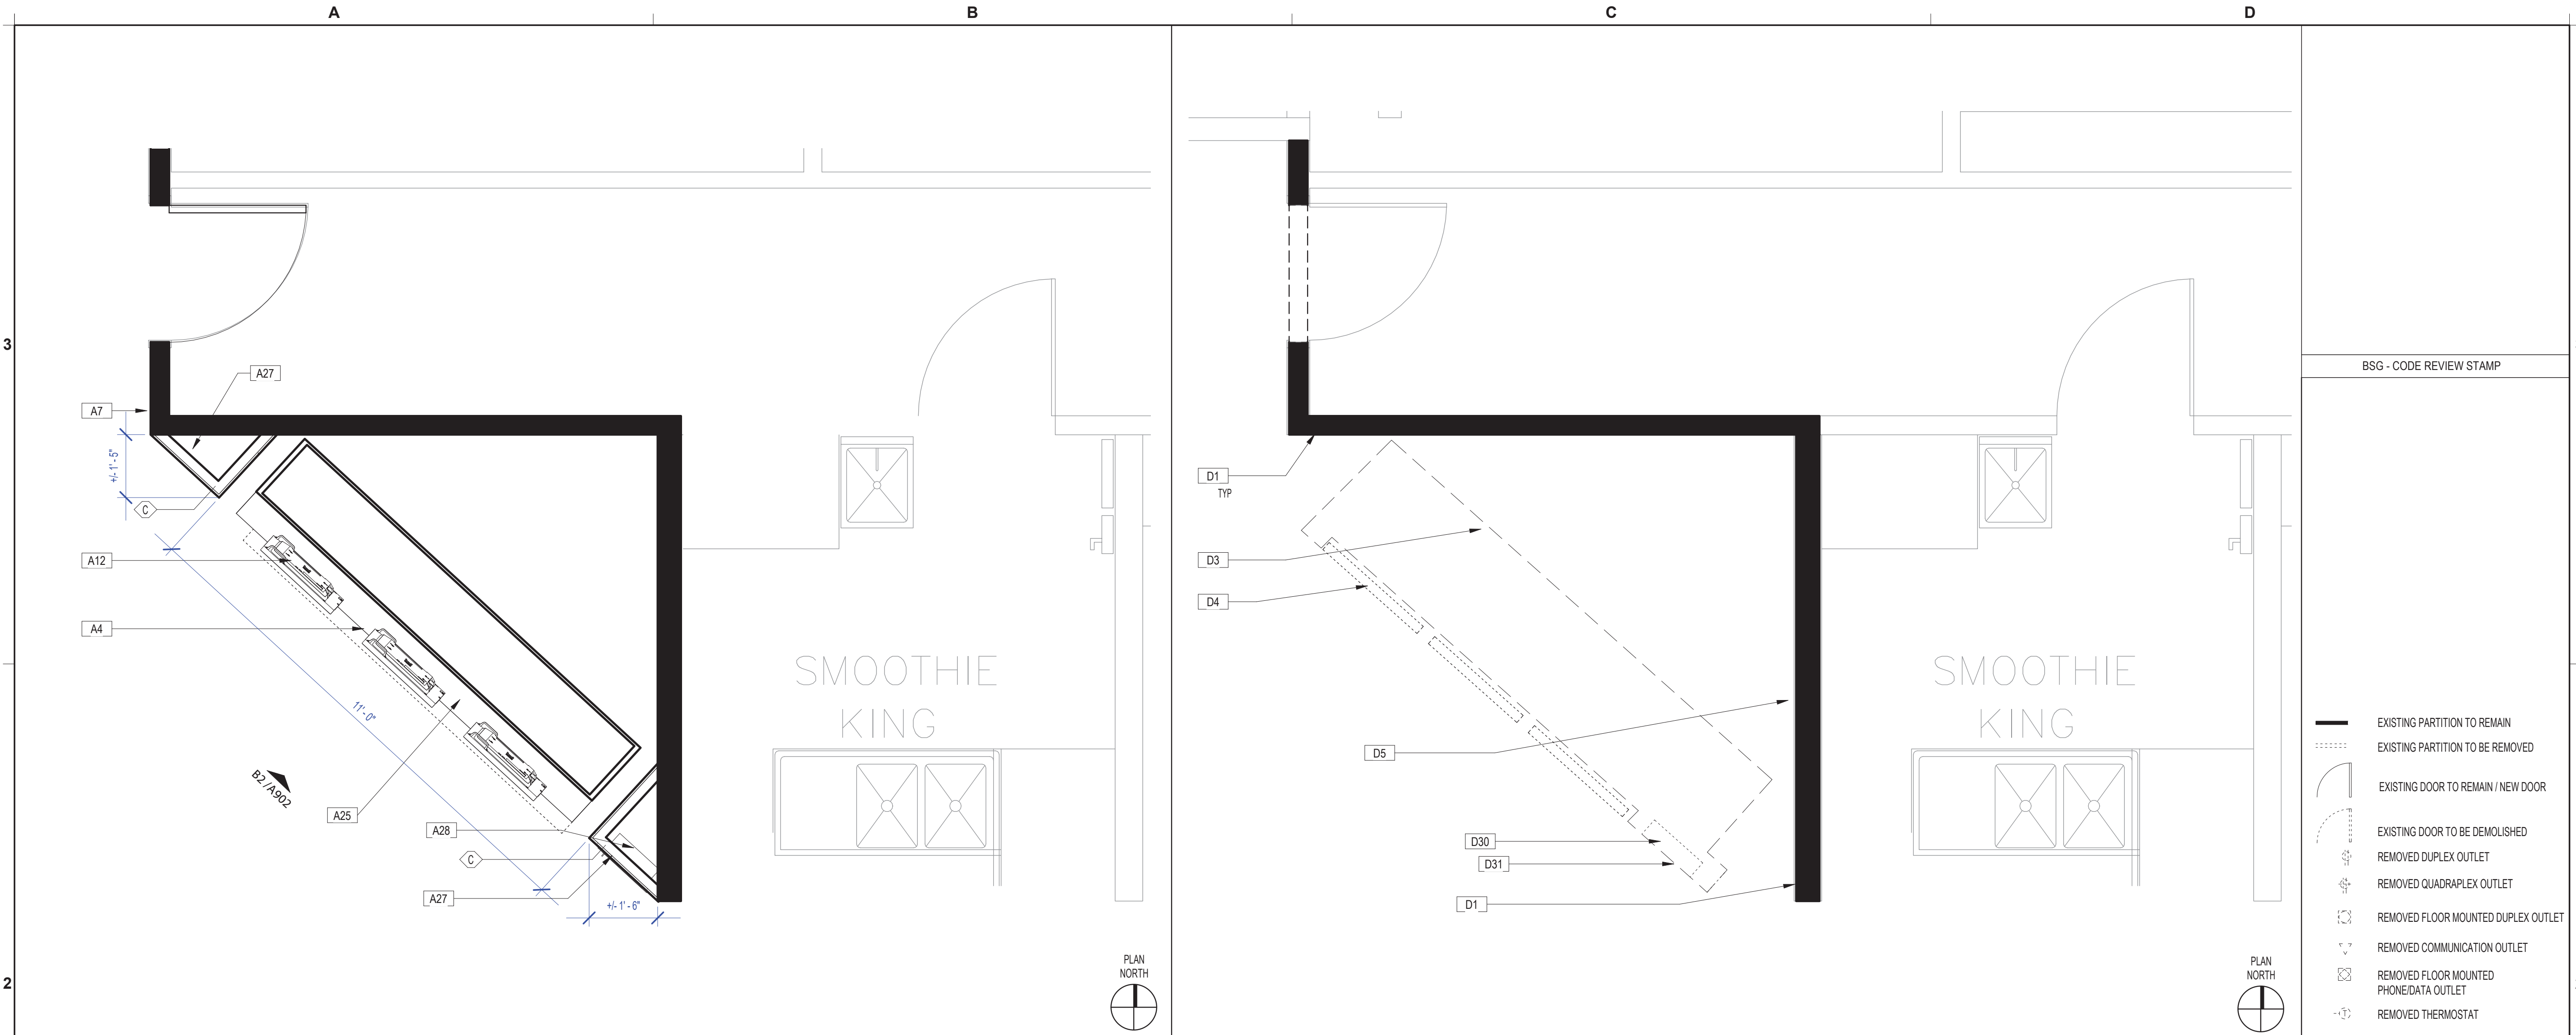 A
B
C
D
3
2
A27
A7
+/- 1' - 5"
C
A12
A4
11' - 0"
B2 / A902
A25
A28
C
A27
+/- 1' - 6"
SMOOTHIE
KING
PLAN
NORTH
D1
TYP
D3
D4
D5
D30
D31
D1
SMOOTHIE
KING
PLAN
NORTH
BSG - CODE REVIEW STAMP
EXISTING PARTITION TO REMAIN
EXISTING PARTITION TO BE REMOVED
EXISTING DOOR TO REMAIN / NEW DOOR
EXISTING DOOR TO BE DEMOLISHED
REMOVED DUPLEX OUTLET
REMOVED QUADRAPLEX OUTLET
REMOVED FLOOR MOUNTED DUPLEX OUTLET
REMOVED COMMUNICATION OUTLET
REMOVED FLOOR MOUNTED
PHONE/DATA OUTLET
T
REMOVED THERMOSTAT